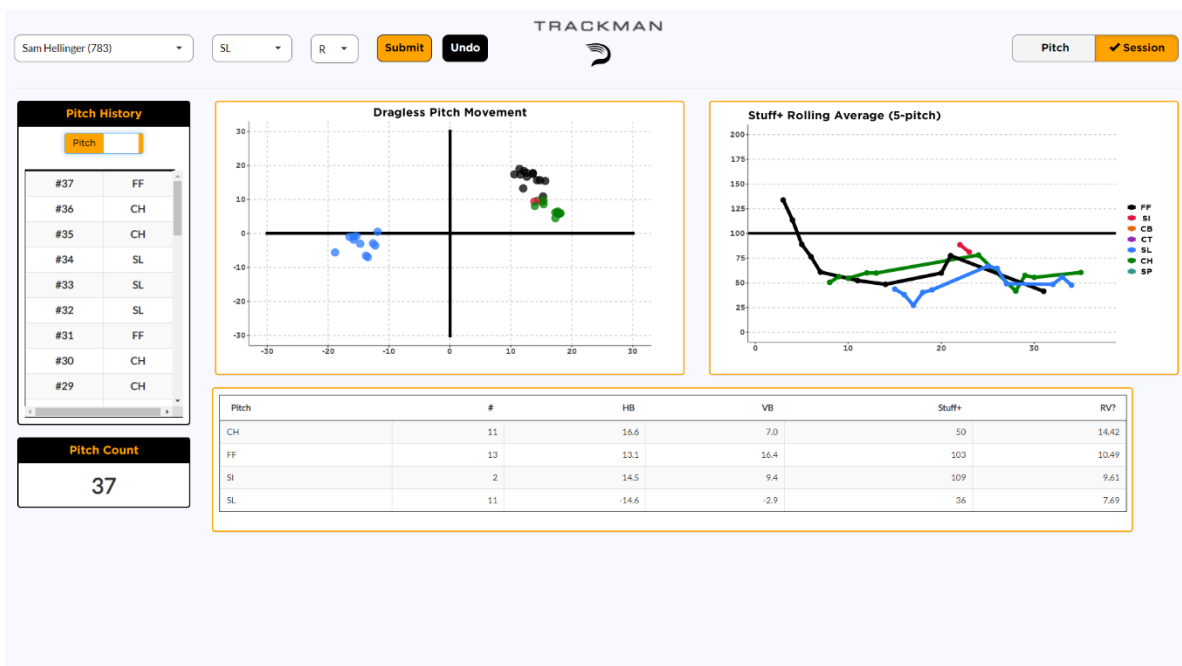 TRACKMAN
Sam Hellinger (783) SL R Submit Undo Pitch ✔ Session
Pitch History
Pitch
#37 FF
#36 CH
#35 CH
#34 SL
#33 SL
#32 SL
#31 FF
#30 CH
#29 CH
Pitch Count
37
Dragless Pitch Movement
30
20
10
0
-10
-20
-30
-30 -20 -10 0 10 20 30
Stuff+ Rolling Average (5-pitch)
200
175
150
125
100
75
50
25
0
0 10 20 30
FF
SI
CB
CT
SL
CH
SP
Pitch # HB VB Stuff+ RV?
CH 11 16.6 7.0 50 14.42
FF 13 13.1 16.4 103 10.49
SI 2 14.5 9.4 109 9.61
SL 11 -14.6 -2.9 36 7.69